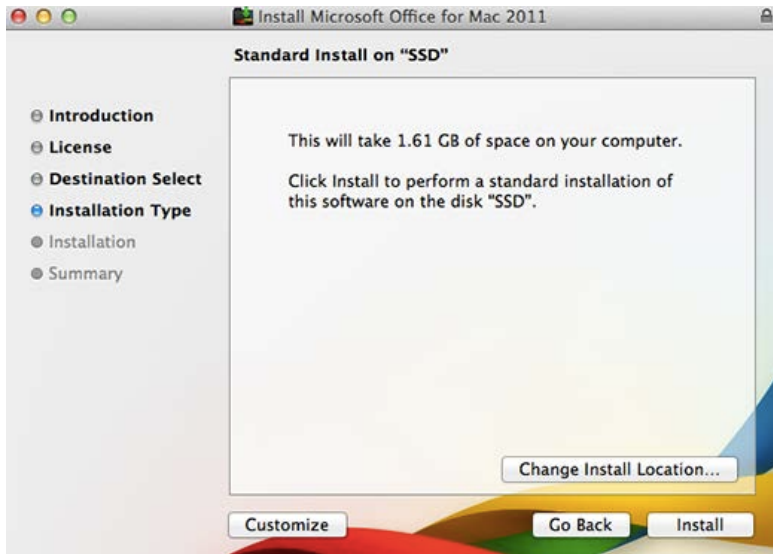 Install Microsoft Office for Mac 2011
Standard Install on “SSD”
Introduction
License
Destination Select
Installation Type
Installation
Summary
This will take 1.61 GB of space on your computer.
Click Install to perform a standard installation of
this software on the disk "SSD".
Change Install Location...
Customize
Go Back
Install